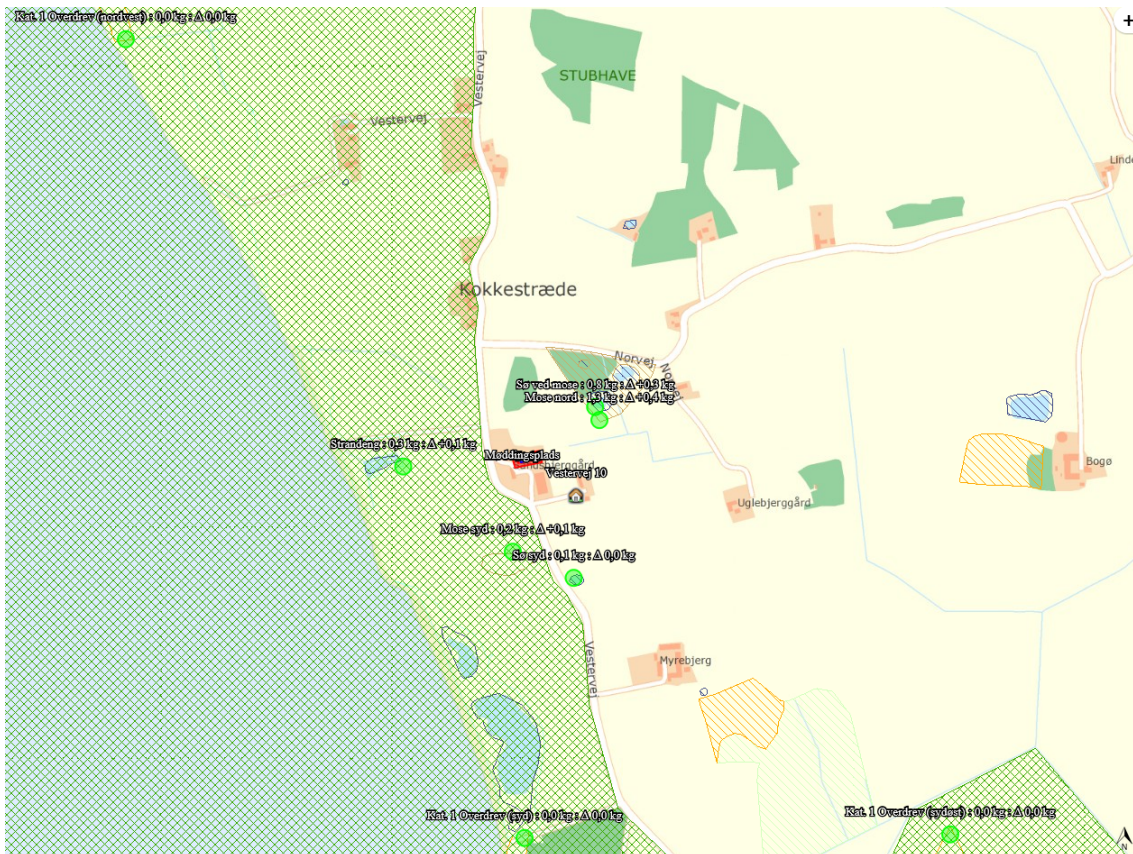 Kat. 1 Overdrev (nordvest) : 0,0 kg : Δ 0,0 kg
+
Vestervej
STUBHAVE
Vestervej
Linde
Kokkestræde
Norvej
Norvej
Sø ved mose : 0,8 kg : Δ +0,3 kg
Mose nord : 1,3 kg : Δ +0,4 kg
Strandeng : 0,3 kg : Δ +0,1 kg
Møddingsplads
Vestervej 10
Bogø
Uglebjerggård
Mose syd : 0,2 kg : Δ +0,1 kg
Sø syd : 0,1 kg : Δ 0,0 kg
Vestervej
Myrebjerg
Kat. 1 Overdrev (syd) : 0,0 kg : Δ 0,0 kg
Kat. 1 Overdrev (sydøst) : 0,0 kg : Δ 0,0 kg
N